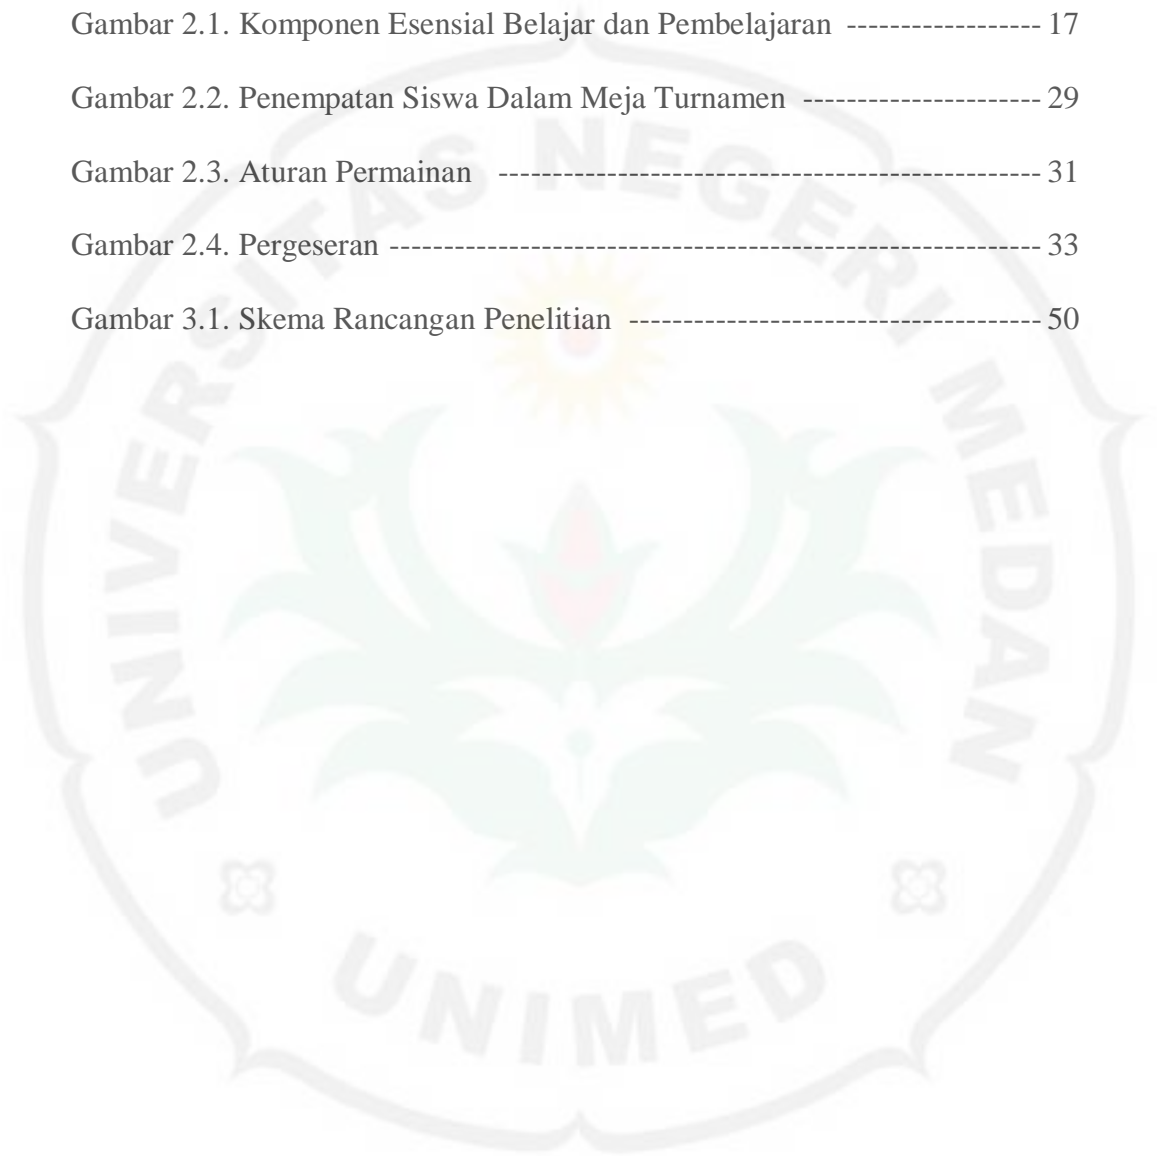 Gambar 2.1. Komponen Esensial Belajar dan Pembelajaran ------------------ 17
Gambar 2.2. Penempatan Siswa Dalam Meja Turnamen ---------------------- 29
Gambar 2.3. Aturan Permainan -------------------------------------------------- 31
Gambar 2.4. Pergeseran ------------------------------------------------------------ 33
Gambar 3.1. Skema Rancangan Penelitian -------------------------------------- 50
UNIVERSITAS NEGERI MEDAN
UNIMED